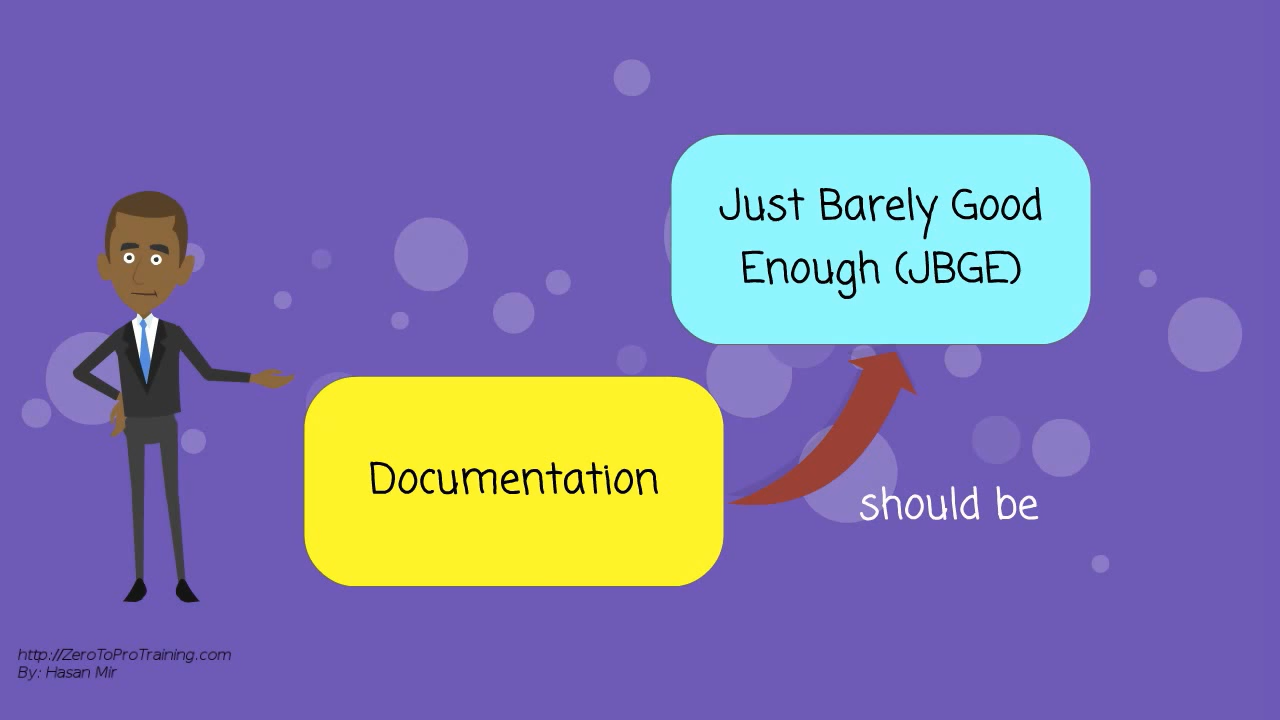 Just Barely Good
Enough (JBGE)
Documentation
should be
http://ZeroToProTraining.com
By: Hasan Mir